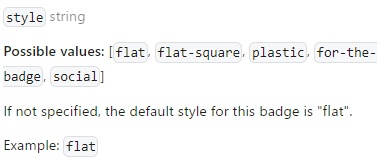 style string
Possible values: [flat, flat-square, plastic, for-the-
badge, social]
If not specified, the default style for this badge is "flat".
Example: flat